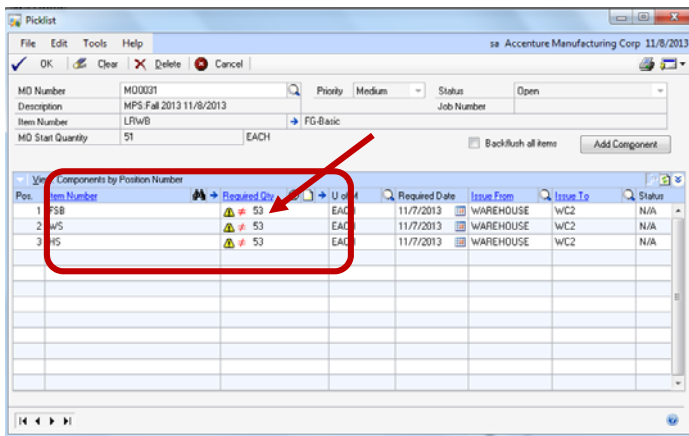 Picklist
File Edit Tools Help sa Accenture Manufacturing Corp 11/8/2013
OK Clear Delete Cancel
MO Number MO0031 Priority Medium Status Open
Description MPS.Fall 2013 11/8/2013 Job Number
Item Number LRWB FG-Basic
MO Start Quantity 51 EACH Backflush all items Add Component
View: Components by Position Number
Pos. Item Number Required Qty U of M Required Date Issue From Issue To Status
1 FSB ≠ 53 EACH 11/7/2013 WAREHOUSE WC2 N/A
2 WS ≠ 53 EACH 11/7/2013 WAREHOUSE WC2 N/A
3 HS ≠ 53 EACH 11/7/2013 WAREHOUSE WC2 N/A